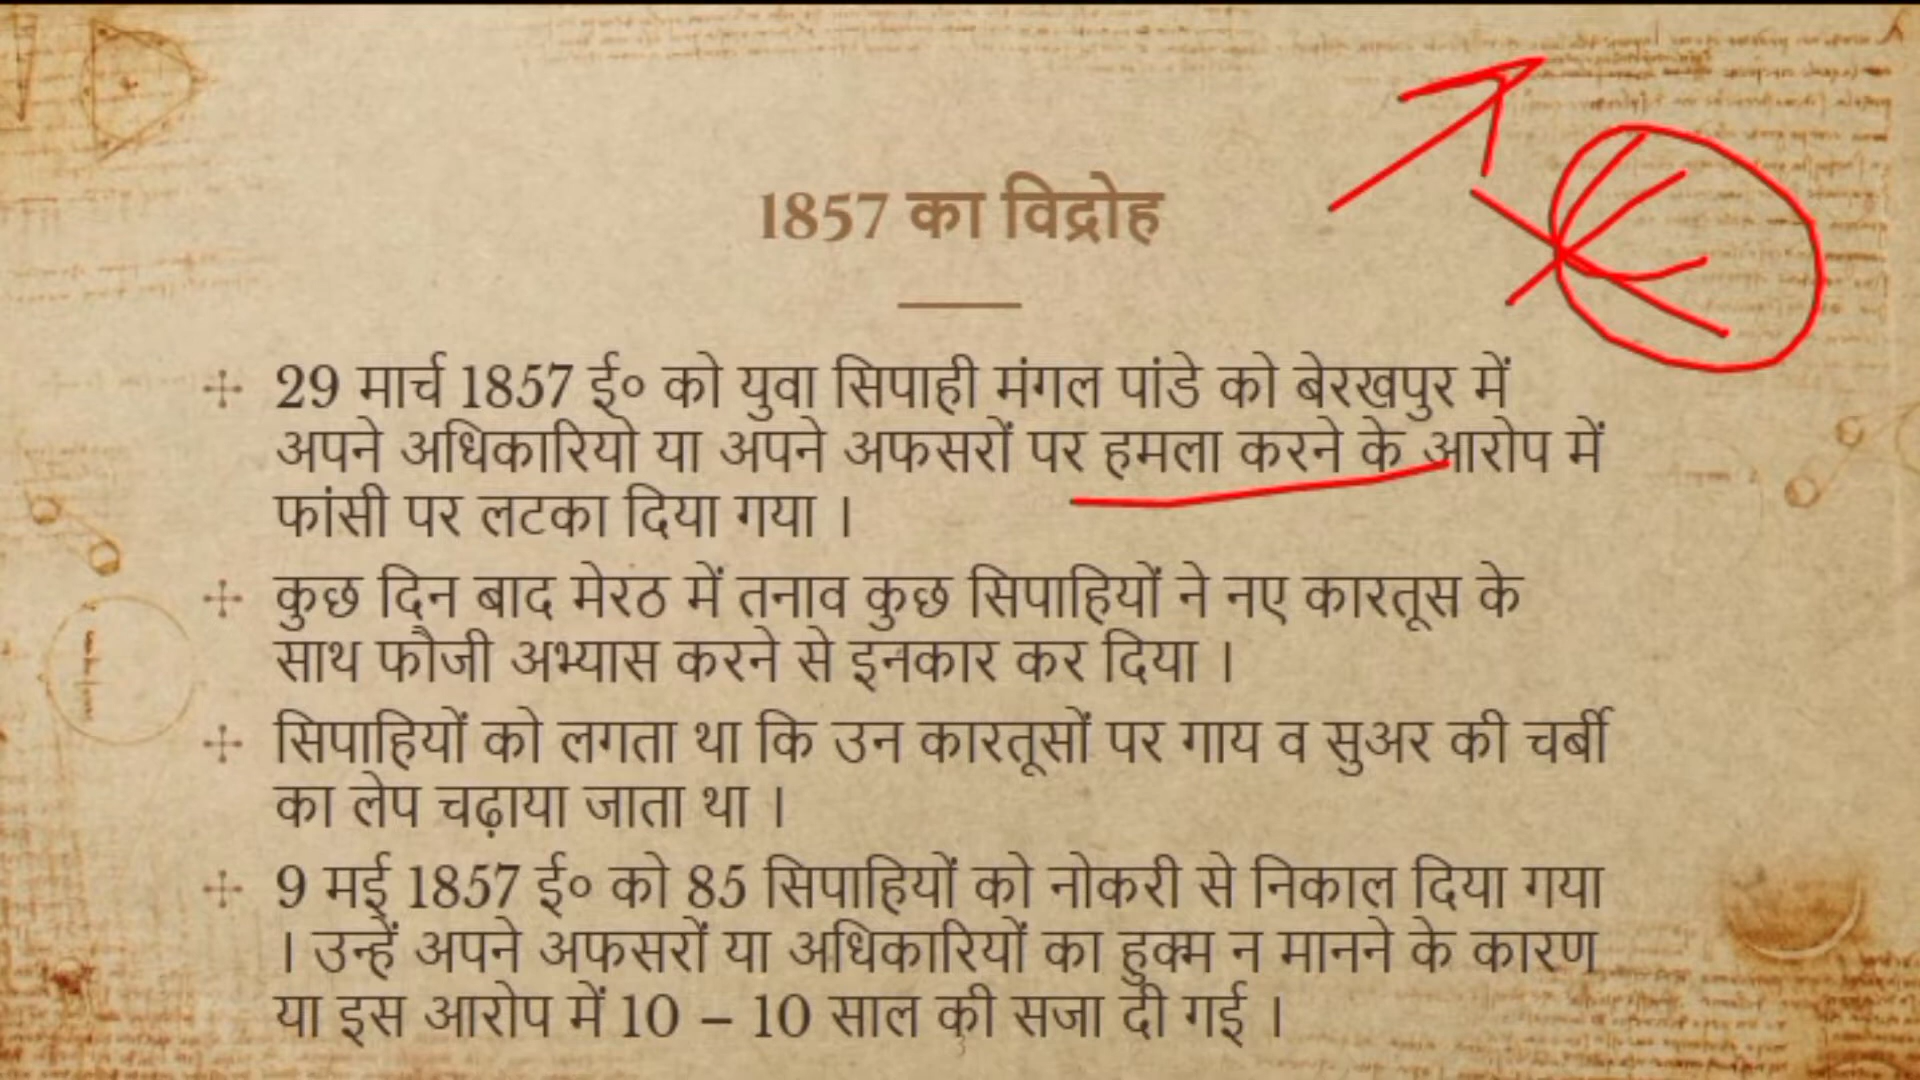 1857 का विद्रोह
29 मार्च 1857 ई० को युवा सिपाही मंगल पांडे को बेरखपुर में
अपने अधिकारियो या अपने अफसरों पर हमला करने के आरोप में
फांसी पर लटका दिया गया ।
कुछ दिन बाद मेरठ में तनाव कुछ सिपाहियों ने नए कारतूस के
साथ फौजी अभ्यास करने से इनकार कर दिया ।
सिपाहियों को लगता था कि उन कारतूसों पर गाय व सुअर की चर्बी
का लेप चढ़ाया जाता था ।
9 मई 1857 ई० को 85 सिपाहियों को नोकरी से निकाल दिया गया
। उन्हें अपने अफसरों या अधिकारियों का हुक्म न मानने के कारण
या इस आरोप में 10 – 10 साल की सजा दी गई ।